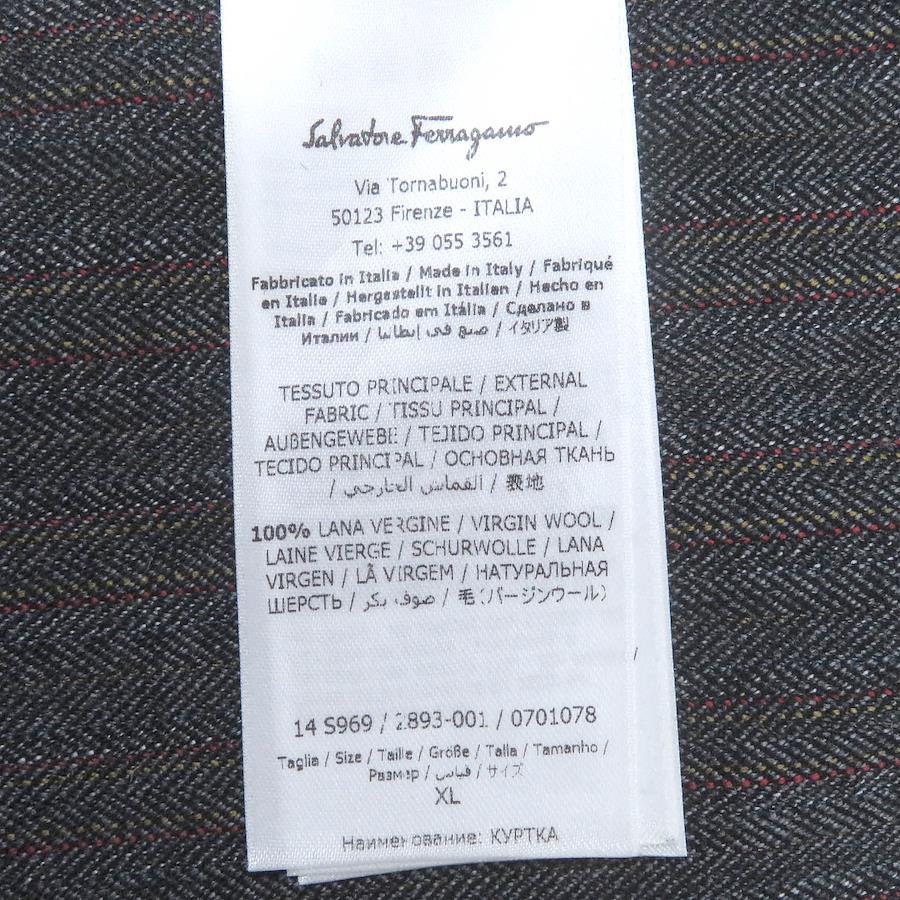 Salvatore Ferragamo
Via Tornabuoni, 2
50123 Firenze - ITALIA
Tel: +39 055 3561
Fabbricato in Italia / Made in Italy / Fabriqué
en Italie / Hergestellt in Italien / Hecho en
Italia / Fabricado em Itália / Сделано в
Италии / صنع في إيطاليا / イタリア製
TESSUTO PRINCIPALE / EXTERNAL
FABRIC / TISSU PRINCIPAL /
AUßENGEWEBE / TEJIDO PRINCIPAL /
TECIDO PRINCIPAL / ОСНОВНАЯ ТКАНЬ
/ القماش الخارجي / 表地
100% LANA VERGINE / VIRGIN WOOL /
LAINE VIERGE / SCHURWOLLE / LANA
VIRGEN / LÃ VIRGEM / НАТУРАЛЬНАЯ
ШЕРСТЬ / صوف بكر / 毛(バージンウール)
14 S969 / 2893-001 / 0701078
Taglia / Size / Taille / Größe / Talla / Tamanho /
Размер / قياس / サイズ
XL
Наименование: КУРТКА